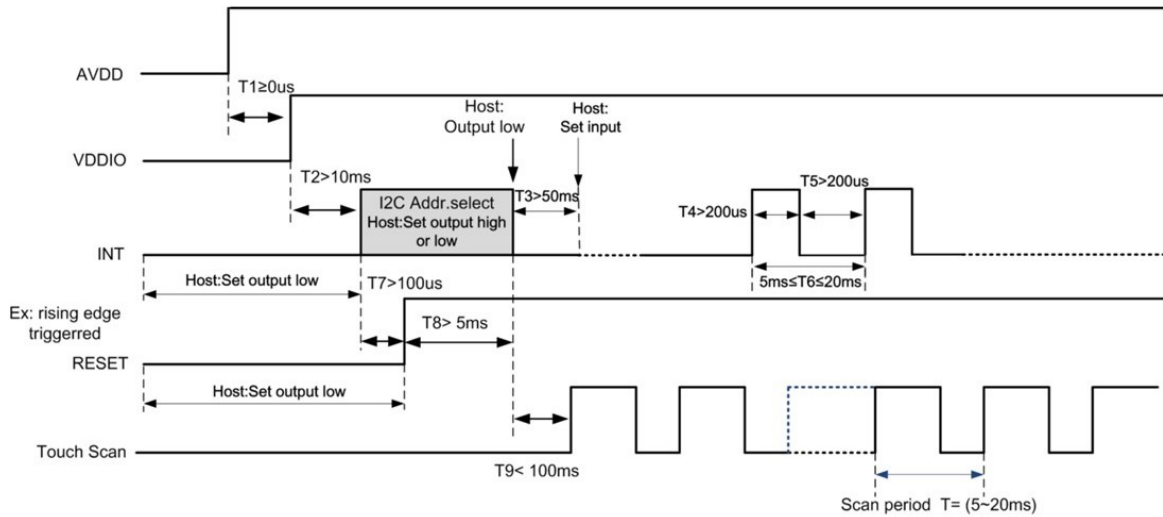 AVDD
T1≥0us
VDDIO
Host:
Output low
Host:
Set input
T2>10ms
I2C Addr.select
Host:Set output high
or low
T3>50ms
T5>200us
T4>200us
INT
Host:Set output low
T7>100us
5ms≤T6≤20ms
Ex: rising edge
triggerred
T8> 5ms
RESET
Host:Set output low
Touch Scan
T9< 100ms
Scan period T= (5~20ms)